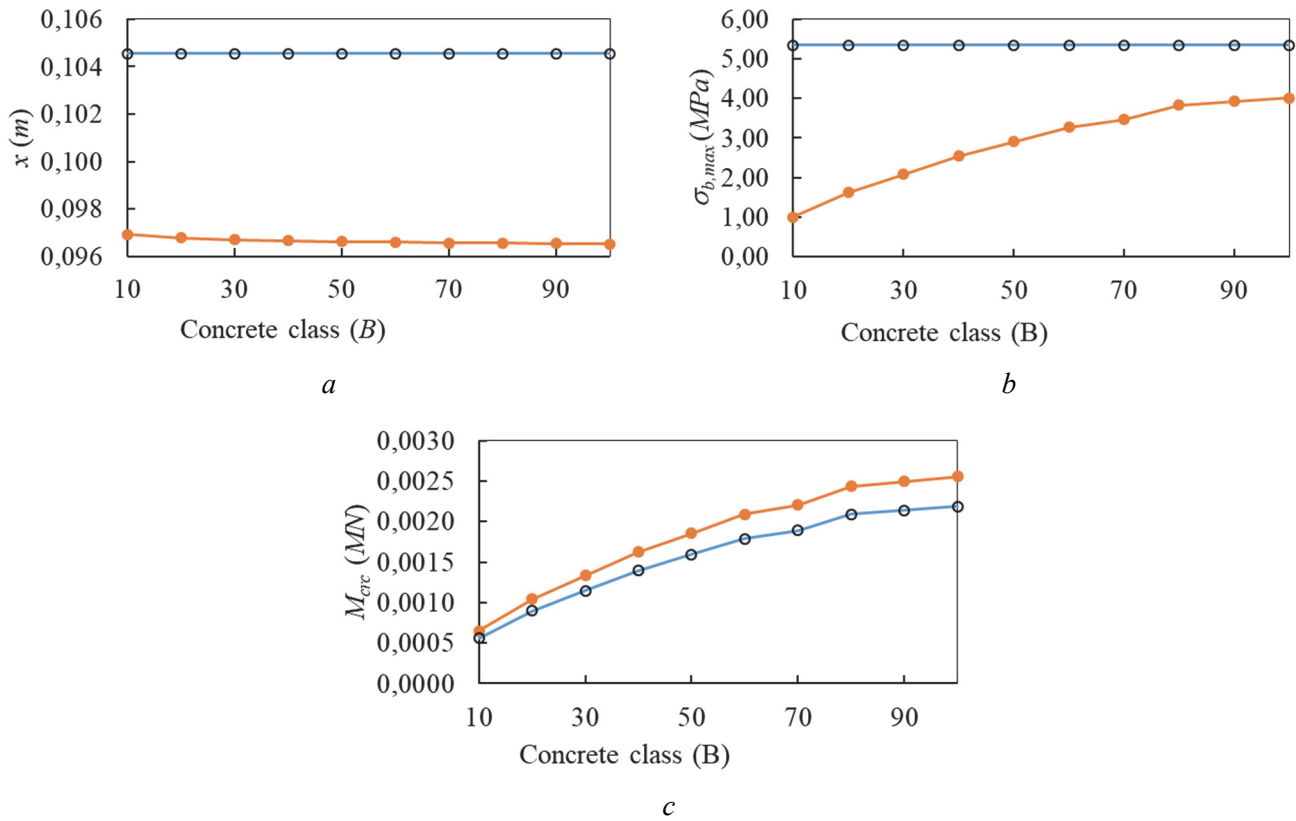 0,106
0,104
0,102
0,100
0,098
0,096
x (m)
10 30 50 70 90
Concrete class (B)
a
6,00
5,00
4,00
3,00
2,00
1,00
0,00
σb,max (MPa)
10 30 50 70 90
Concrete class (B)
b
0,0030
0,0025
0,0020
0,0015
0,0010
0,0005
0,0000
Mcrc (MN)
10 30 50 70 90
Concrete class (B)
c